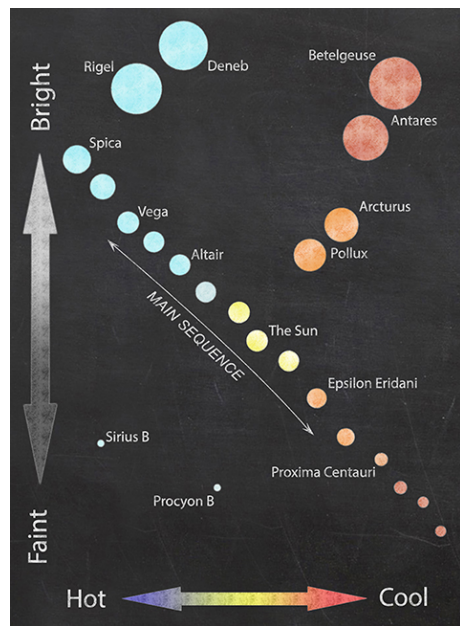 Rigel
Deneb
Betelgeuse
Antares
Bright
Spica
Vega
Altair
Arcturus
Pollux
MAIN SEQUENCE
The Sun
Epsilon Eridani
Sirius B
Proxima Centauri
Procyon B
Faint
Hot
Cool